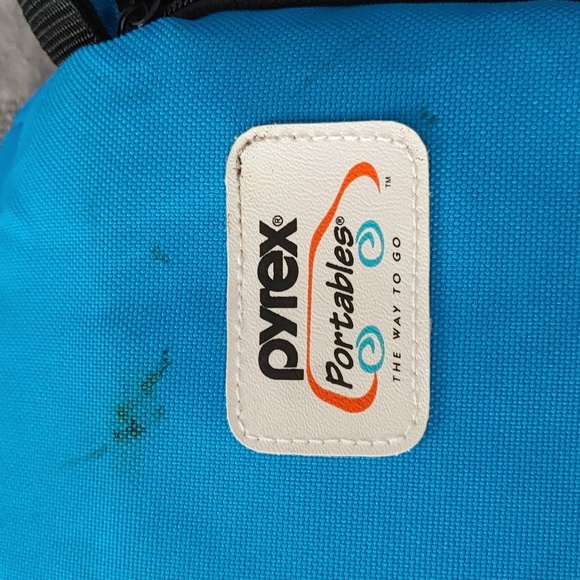 pyrex®
Portables®
THE WAY TO GO
™